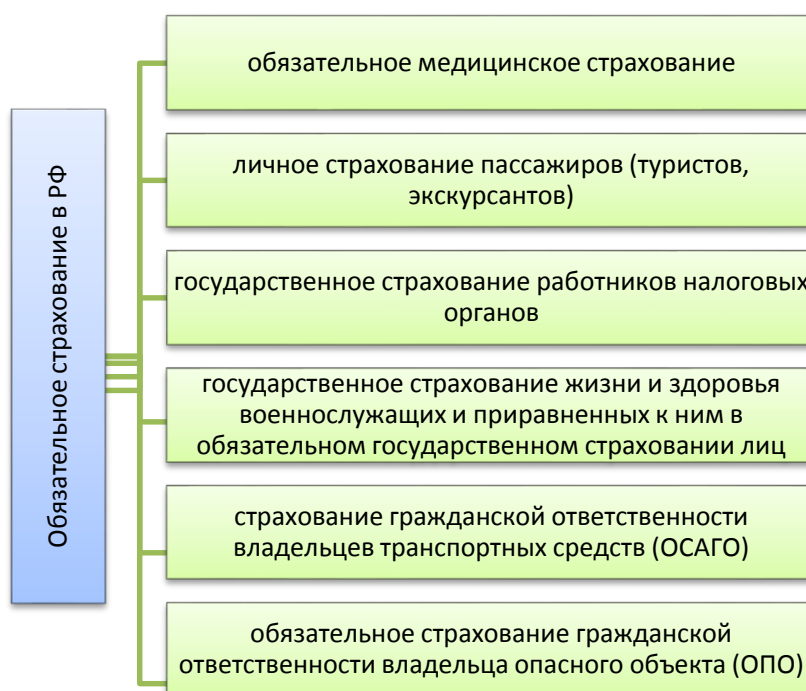 Обязательное страхование в РФ
обязательное медицинское страхование
личное страхование пассажиров (туристов,
экскурсантов)
государственное страхование работников налоговых
органов
государственное страхование жизни и здоровья
военнослужащих и приравненных к ним в
обязательном государственном страховании лиц
страхование гражданской ответственности
владельцев транспортных средств (ОСАГО)
обязательное страхование гражданской
ответственности владельца опасного объекта (ОПО)